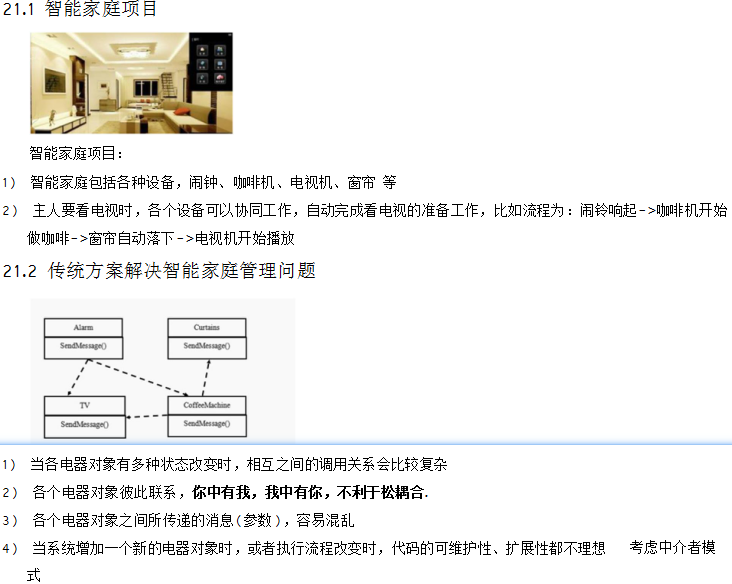 21.1 智能家庭项目
智能家庭项目：
1) 智能家庭包括各种设备，闹钟、咖啡机、电视机、窗帘 等
2) 主人要看电视时，各个设备可以协同工作，自动完成看电视的准备工作，比如流程为：闹铃响起->咖啡机开始
做咖啡->窗帘自动落下->电视机开始播放
21.2 传统方案解决智能家庭管理问题
Alarm
SendMessage()
Curtains
SendMessage()
TV
SendMessage()
CoffeeMachine
SendMessage()
1) 当各电器对象有多种状态改变时，相互之间的调用关系会比较复杂
2) 各个电器对象彼此联系，你中有我，我中有你，不利于松耦合.
3) 各个电器对象之间所传递的消息(参数)，容易混乱
4) 当系统增加一个新的电器对象时，或者执行流程改变时，代码的可维护性、扩展性都不理想 考虑中介者模
式